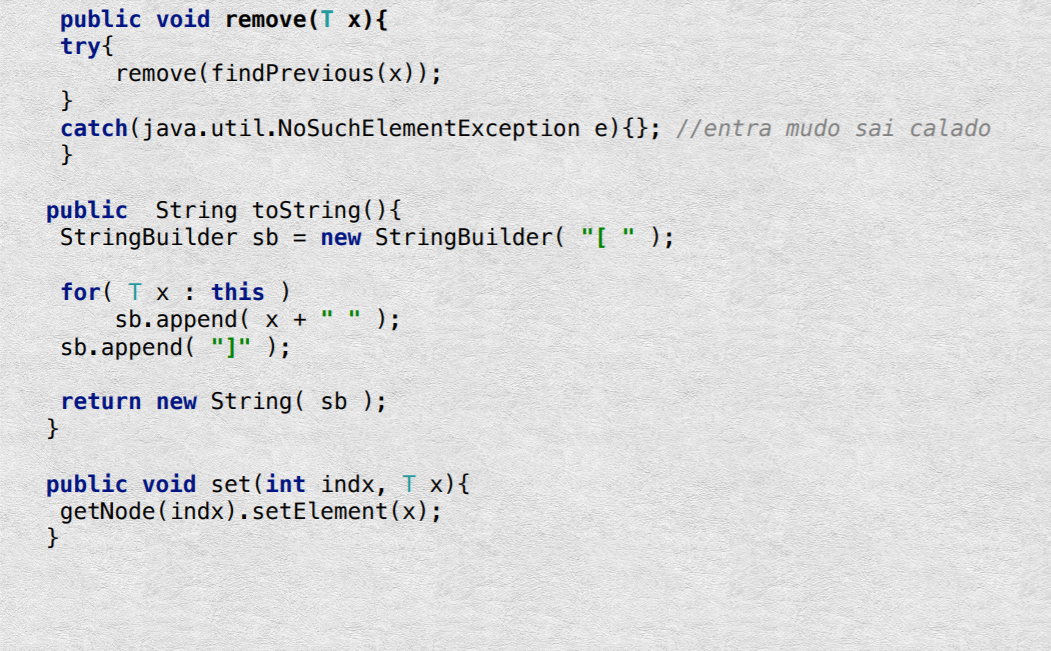 public void remove(T x){
try{
    remove(findPrevious(x));
}
catch(java.util.NoSuchElementException e){}; //entra mudo sai calado
}
public  String toString(){
StringBuilder sb = new StringBuilder( "[ " );
for( T x : this )
    sb.append( x + " " );
sb.append( "]" );
return new String( sb );
}
public void set(int indx, T x){
getNode(indx).setElement(x);
}